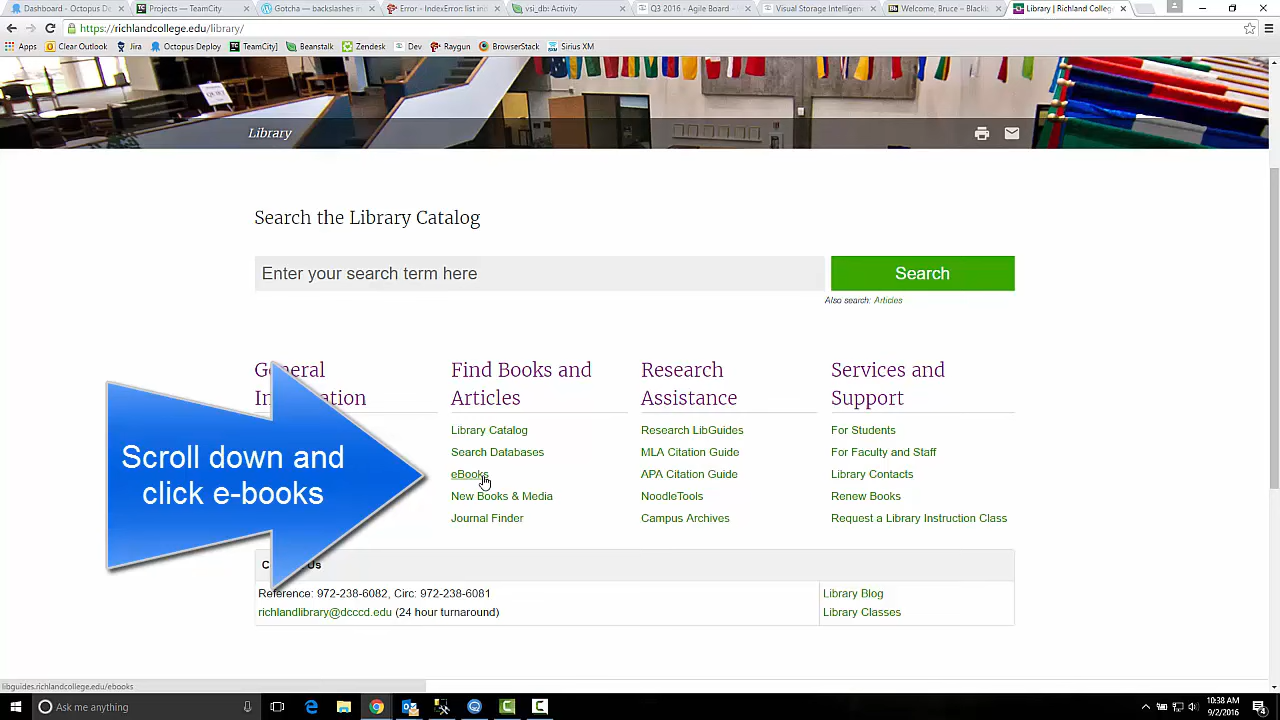 Dashboard - Octopus De
Projects — TeamCity
Gotcha — backslashes in
Error - IndexError: list ind
vsi_db: Activity
Q3 2016 - Agile Board -
Visual Storage Intelligenc
Welcome, Bruce – Black
Library | Richland Colleg
https://richlandcollege.edu/library/
Apps
Clear Outlook
Jira
Octopus Deploy
TeamCity
Beanstalk
Zendesk
Dev
Raygun
BrowserStack
Sirius XM
Library
Search the Library Catalog
Enter your search term here
Search
Also search: Articles
General
Find Books and
Articles
Library Catalog
Search Databases
eBooks
New Books & Media
Journal Finder
Research
Assistance
Research LibGuides
MLA Citation Guide
APA Citation Guide
NoodleTools
Campus Archives
Services and
Support
For Students
For Faculty and Staff
Library Contacts
Renew Books
Request a Library Instruction Class
Scroll down and
click e-books
Reference: 972-238-6082, Circ: 972-238-6081
richlandlibrary@dcccd.edu (24 hour turnaround)
Library Blog
Library Classes
libguides.richlandcollege.edu/ebooks
Ask me anything
10:38 AM
9/2/2016